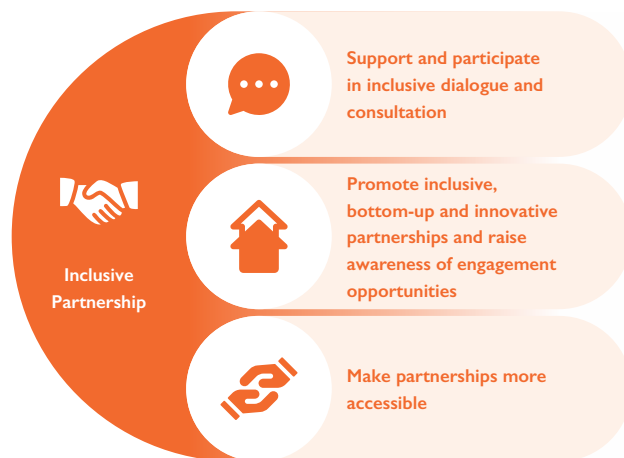 Inclusive
Partnership
Support and participate
in inclusive dialogue and
consultation
Promote inclusive,
bottom-up and innovative
partnerships and raise
awareness of engagement
opportunities
Make partnerships more
accessible